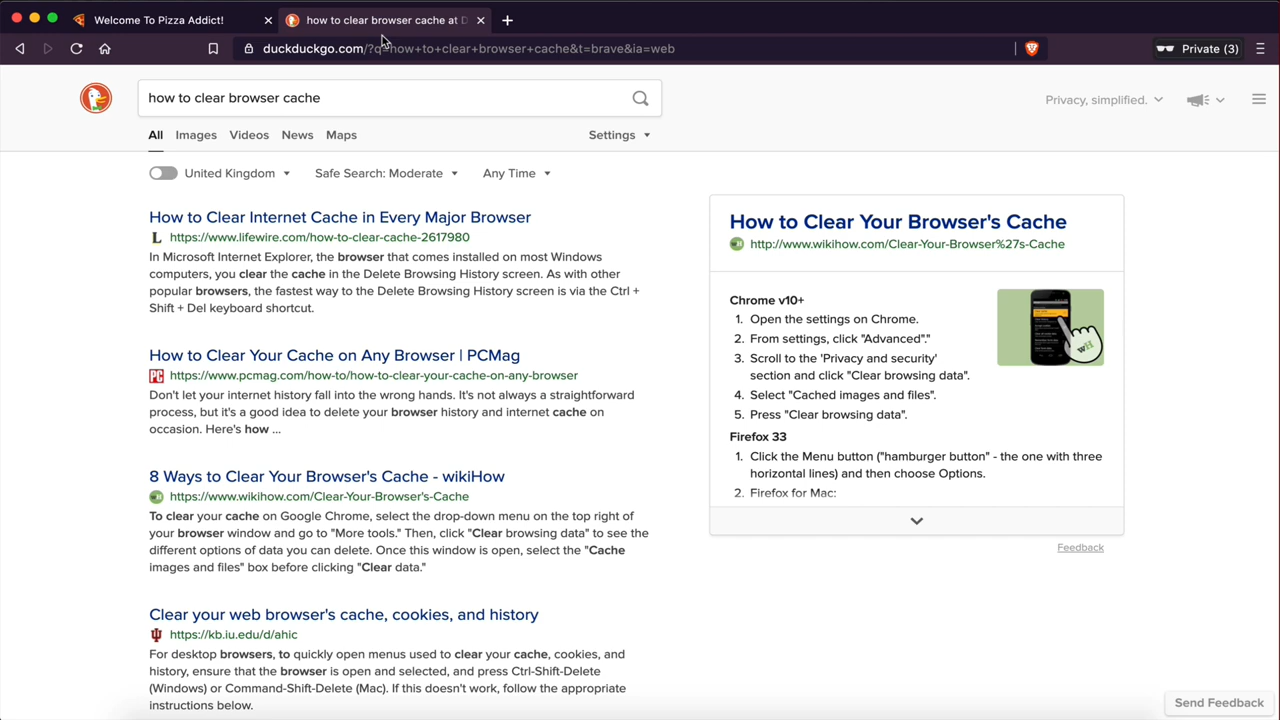 Welcome To Pizza Addict!
how to clear browser cache at D
duckduckgo.com/?q=how+to+clear+browser+cache&t=brave&ia=web
Private (3)
how to clear browser cache
Privacy, simplified.
All Images Videos News Maps Settings
United Kingdom Safe Search: Moderate Any Time
How to Clear Internet Cache in Every Major Browser
L https://www.lifewire.com/how-to-clear-cache-2617980
In Microsoft Internet Explorer, the browser that comes installed on most Windows
computers, you clear the cache in the Delete Browsing History screen. As with other
popular browsers, the fastest way to the Delete Browsing History screen is via the Ctrl +
Shift + Del keyboard shortcut.
How to Clear Your Cache on Any Browser | PCMag
PC https://www.pcmag.com/how-to/how-to-clear-your-cache-on-any-browser
Don't let your internet history fall into the wrong hands. It's not always a straightforward
process, but it's a good idea to delete your browser history and internet cache on
occasion. Here's how ...
8 Ways to Clear Your Browser's Cache - wikiHow
https://www.wikihow.com/Clear-Your-Browser's-Cache
To clear your cache on Google Chrome, select the drop-down menu on the top right of
your browser window and go to "More tools." Then, click "Clear browsing data" to see the
different options of data you can delete. Once this window is open, select the "Cache
images and files" box before clicking "Clear data."
Clear your web browser's cache, cookies, and history
https://kb.iu.edu/d/ahic
For desktop browsers, to quickly open menus used to clear your cache, cookies, and
history, ensure that the browser is open and selected, and press Ctrl-Shift-Delete
(Windows) or Command-Shift-Delete (Mac). If this doesn't work, follow the appropriate
instructions below.
How to Clear Your Browser's Cache
http://www.wikihow.com/Clear-Your-Browser%27s-Cache
Chrome v10+
1. Open the settings on Chrome.
2. From settings, click "Advanced"."
3. Scroll to the 'Privacy and security'
section and click "Clear browsing data".
4. Select "Cached images and files".
5. Press "Clear browsing data".
wH
Firefox 33
1. Click the Menu button ("hamburger button" - the one with three
horizontal lines) and then choose Options.
2. Firefox for Mac:
Feedback
Send Feedback